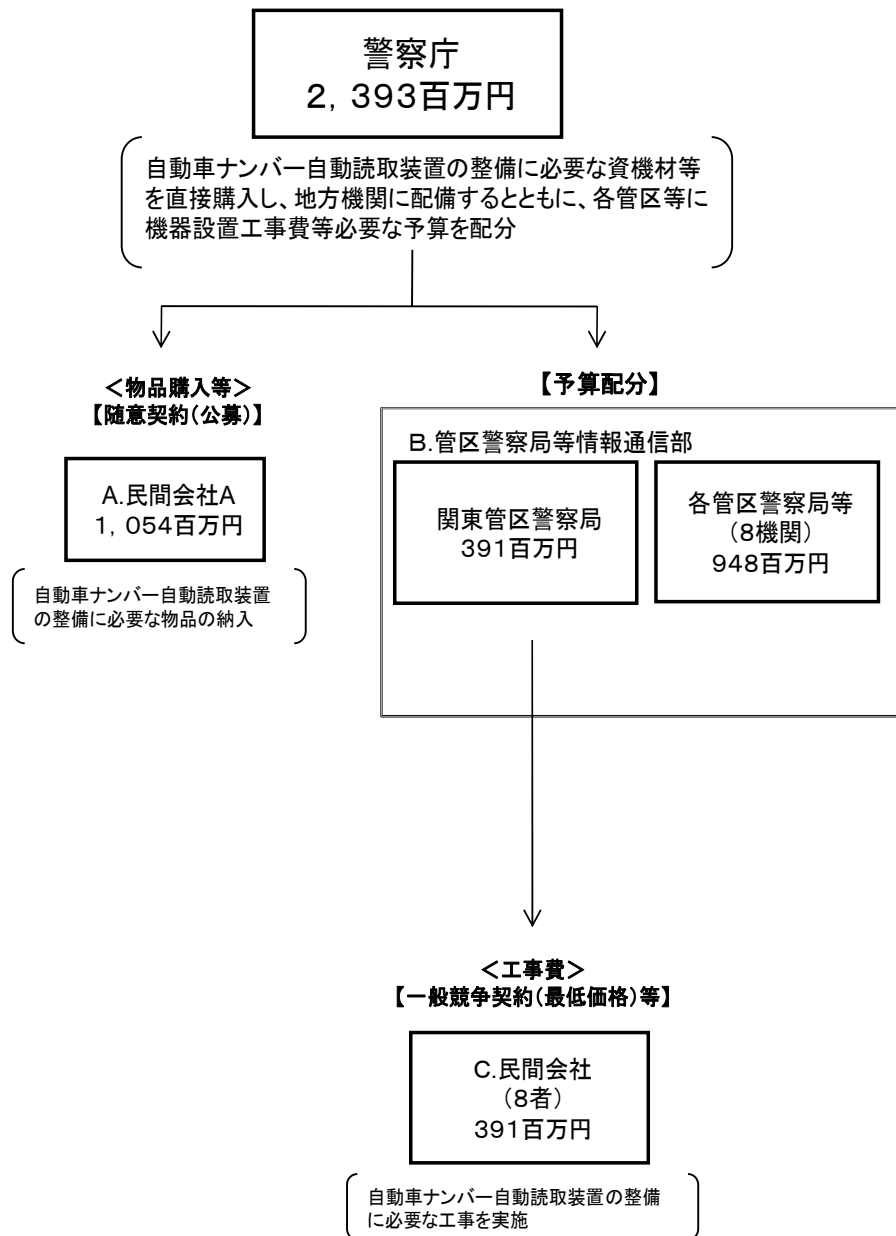 警察庁
2，393百万円
自動車ナンバー自動読取装置の整備に必要な資機材等
を直接購入し、地方機関に配備するとともに、各管区等に
機器設置工事費等必要な予算を配分
＜物品購入等＞
【随意契約（公募）】
A.民間会社A
1，054百万円
自動車ナンバー自動読取装置
の整備に必要な物品の納入
【予算配分】
B.管区警察局等情報通信部
関東管区警察局
391百万円
各管区警察局等
（8機関）
948百万円
＜工事費＞
【一般競争契約（最低価格）等】
C.民間会社
（8者）
391百万円
自動車ナンバー自動読取装置の整備
に必要な工事を実施